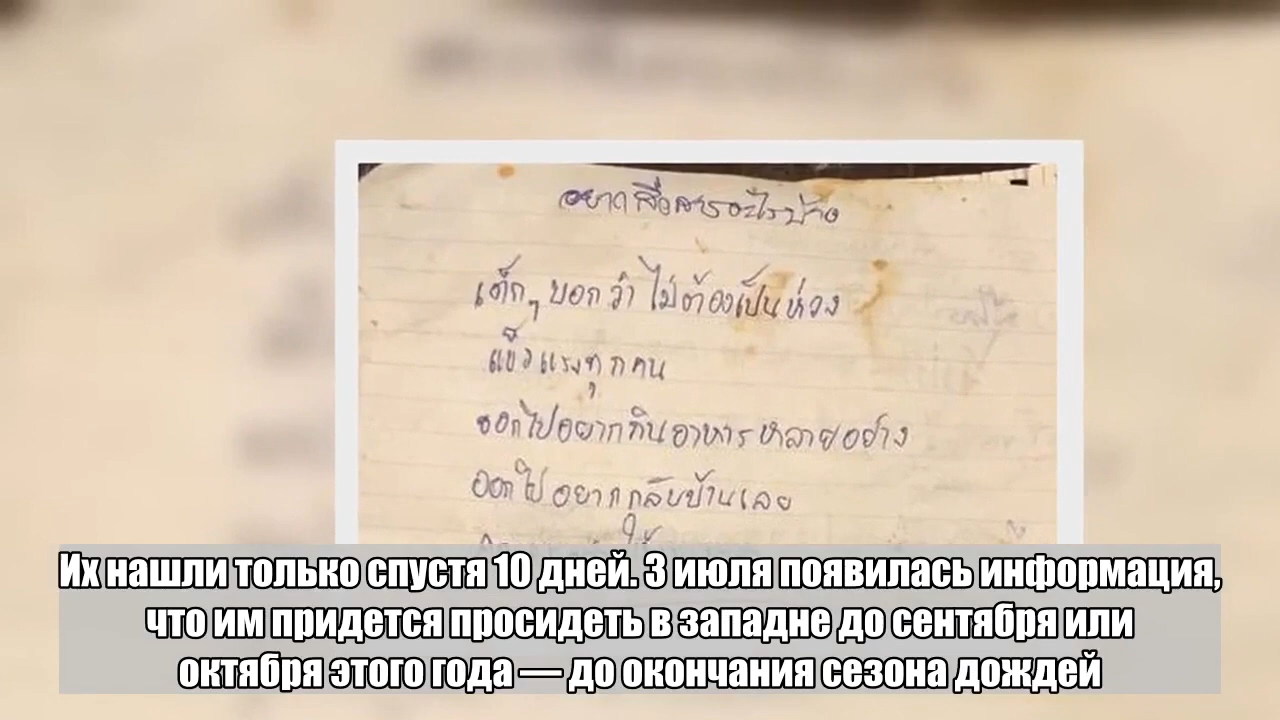 อยากสื่อสารอะไรบ้าง
เด็กๆ บอกว่า ไม่ต้องเป็นห่วง
แข็งแรงทุกคน
ออกไปอยากกินอาหารหลายอย่าง
ออกไปอยากกลับบ้านเลย
Их нашли только спустя 10 дней. 3 июля появилась информация,
что им придется просидеть в западне до сентября или
октября этого года — до окончания сезона дождей